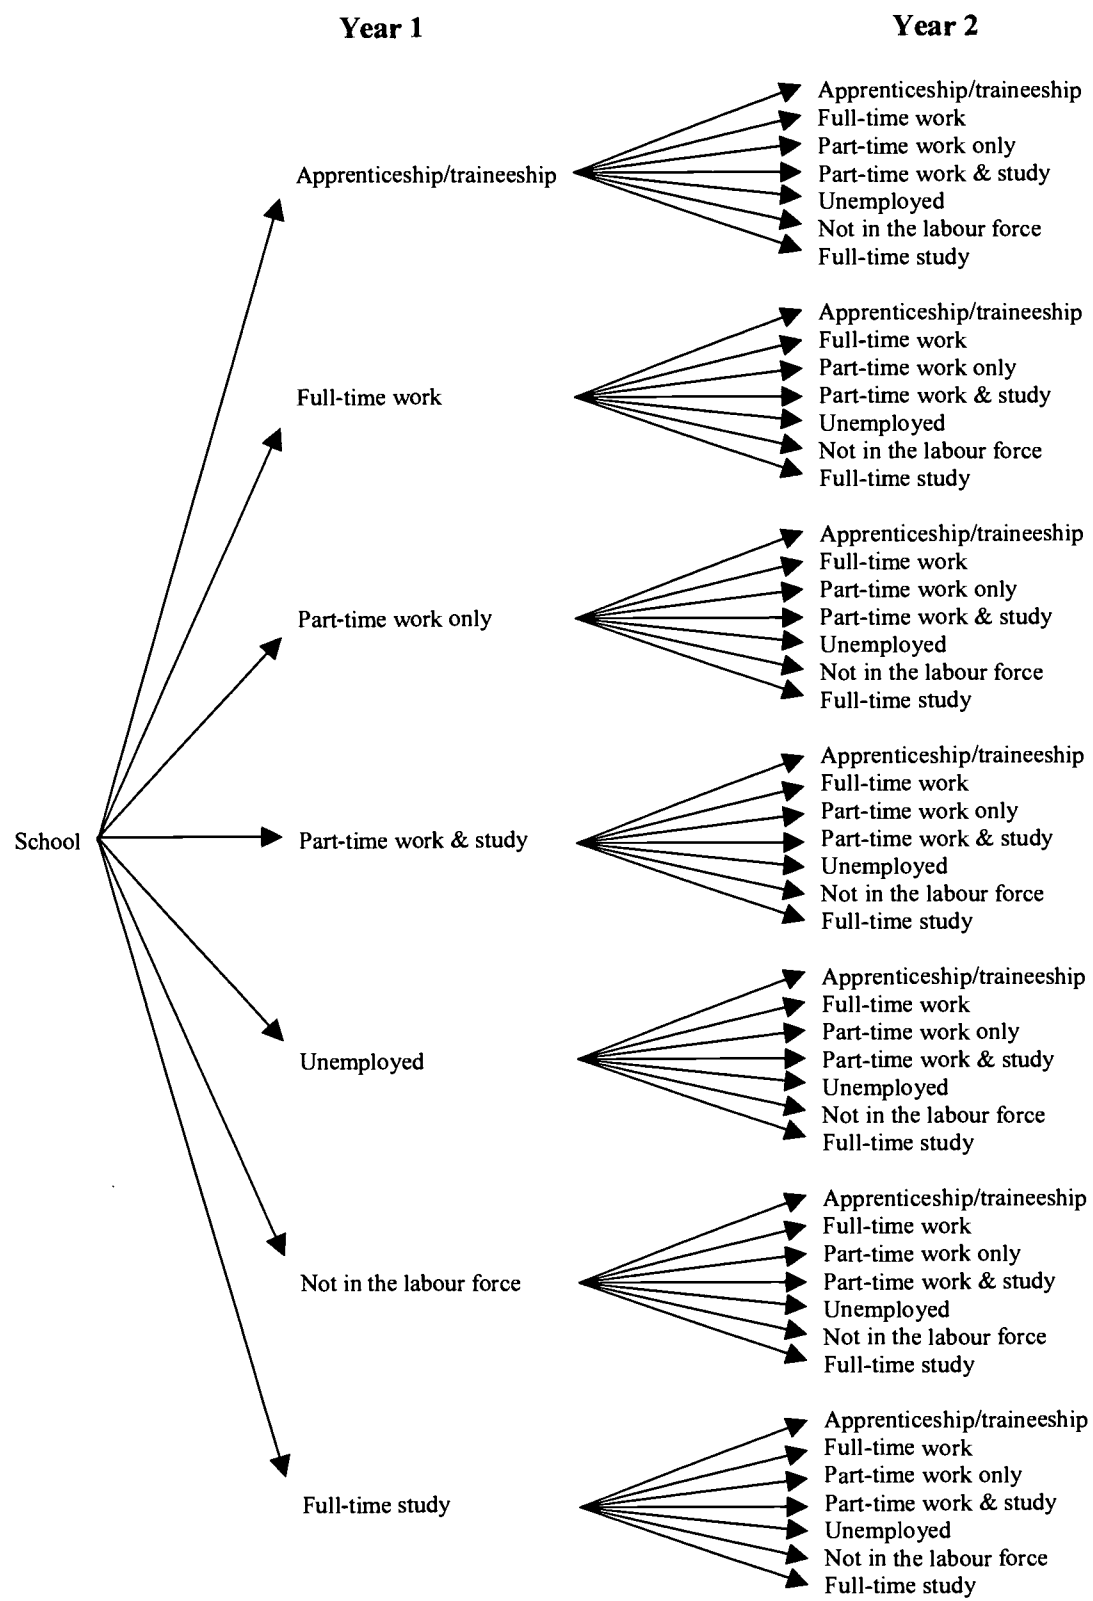 Year 1
Year 2
Apprenticeship/traineeship
Apprenticeship/traineeship
Full-time work
Part-time work only
Part-time work & study
Unemployed
Not in the labour force
Full-time study
Full-time work
Apprenticeship/traineeship
Full-time work
Part-time work only
Part-time work & study
Unemployed
Not in the labour force
Full-time study
Part-time work only
Apprenticeship/traineeship
Full-time work
Part-time work only
Part-time work & study
Unemployed
Not in the labour force
Full-time study
School
Part-time work & study
Apprenticeship/traineeship
Full-time work
Part-time work only
Part-time work & study
Unemployed
Not in the labour force
Full-time study
Unemployed
Apprenticeship/traineeship
Full-time work
Part-time work only
Part-time work & study
Unemployed
Not in the labour force
Full-time study
Not in the labour force
Apprenticeship/traineeship
Full-time work
Part-time work only
Part-time work & study
Unemployed
Not in the labour force
Full-time study
Full-time study
Apprenticeship/traineeship
Full-time work
Part-time work only
Part-time work & study
Unemployed
Not in the labour force
Full-time study